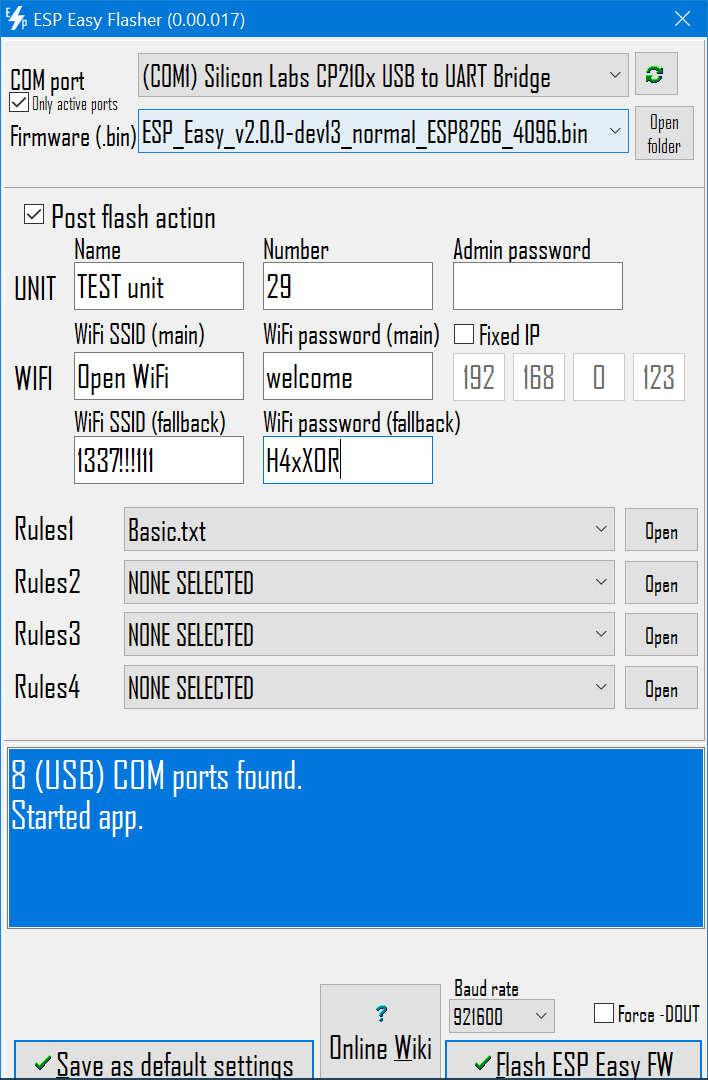 ESP Easy Flasher (0.00.017)
COM port
(COM1) Silicon Labs CP210x USB to UART Bridge
Only active ports
Firmware (.bin)
ESP_Easy_v2.0.0-dev13_normal_ESP8266_4096.bin
Open
folder
Post flash action
Name Number Admin password
UNIT TEST unit 29
WiFi SSID (main) WiFi password (main) Fixed IP
WIFI Open WiFi welcome 192 168 0 123
WiFi SSID (fallback) WiFi password (fallback)
1337!!!111 H4xX0R
Rules1 Basic.txt Open
Rules2 NONE SELECTED Open
Rules3 NONE SELECTED Open
Rules4 NONE SELECTED Open
8 (USB) COM ports found.
Started app.
Baud rate
921600
Force -DOUT
?
Online Wiki
Save as default settings
Flash ESP Easy FW